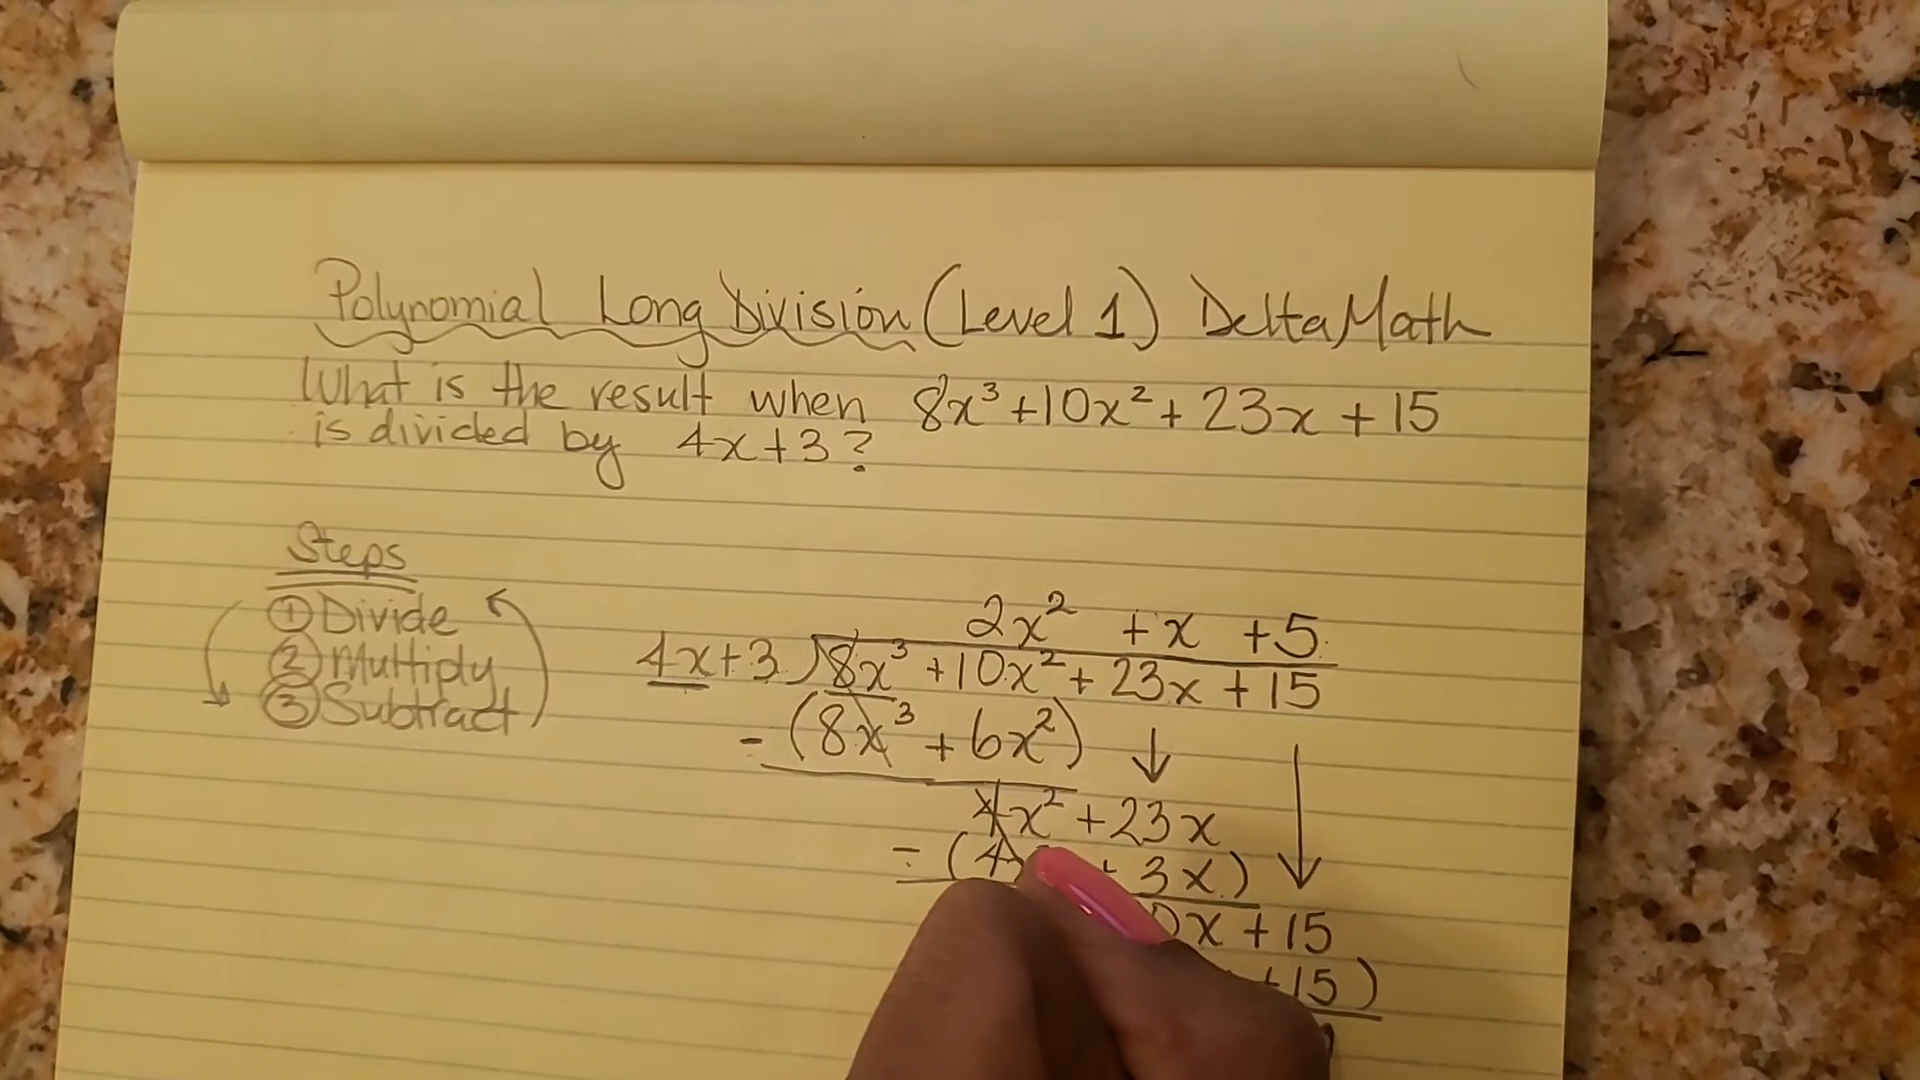 Polynomial Long Division (Level 1) DeltaMath
What is the result when 8x³ + 10x² + 23x + 15
is divided by 4x + 3?
Steps
① Divide
② Multiply
③ Subtract
2x² + x + 5
4x + 3 ) 8x³ + 10x² + 23x + 15
- (8x³ + 6x²)
4x² + 23x
- (4x + 3x)
0x + 15
+ 15)